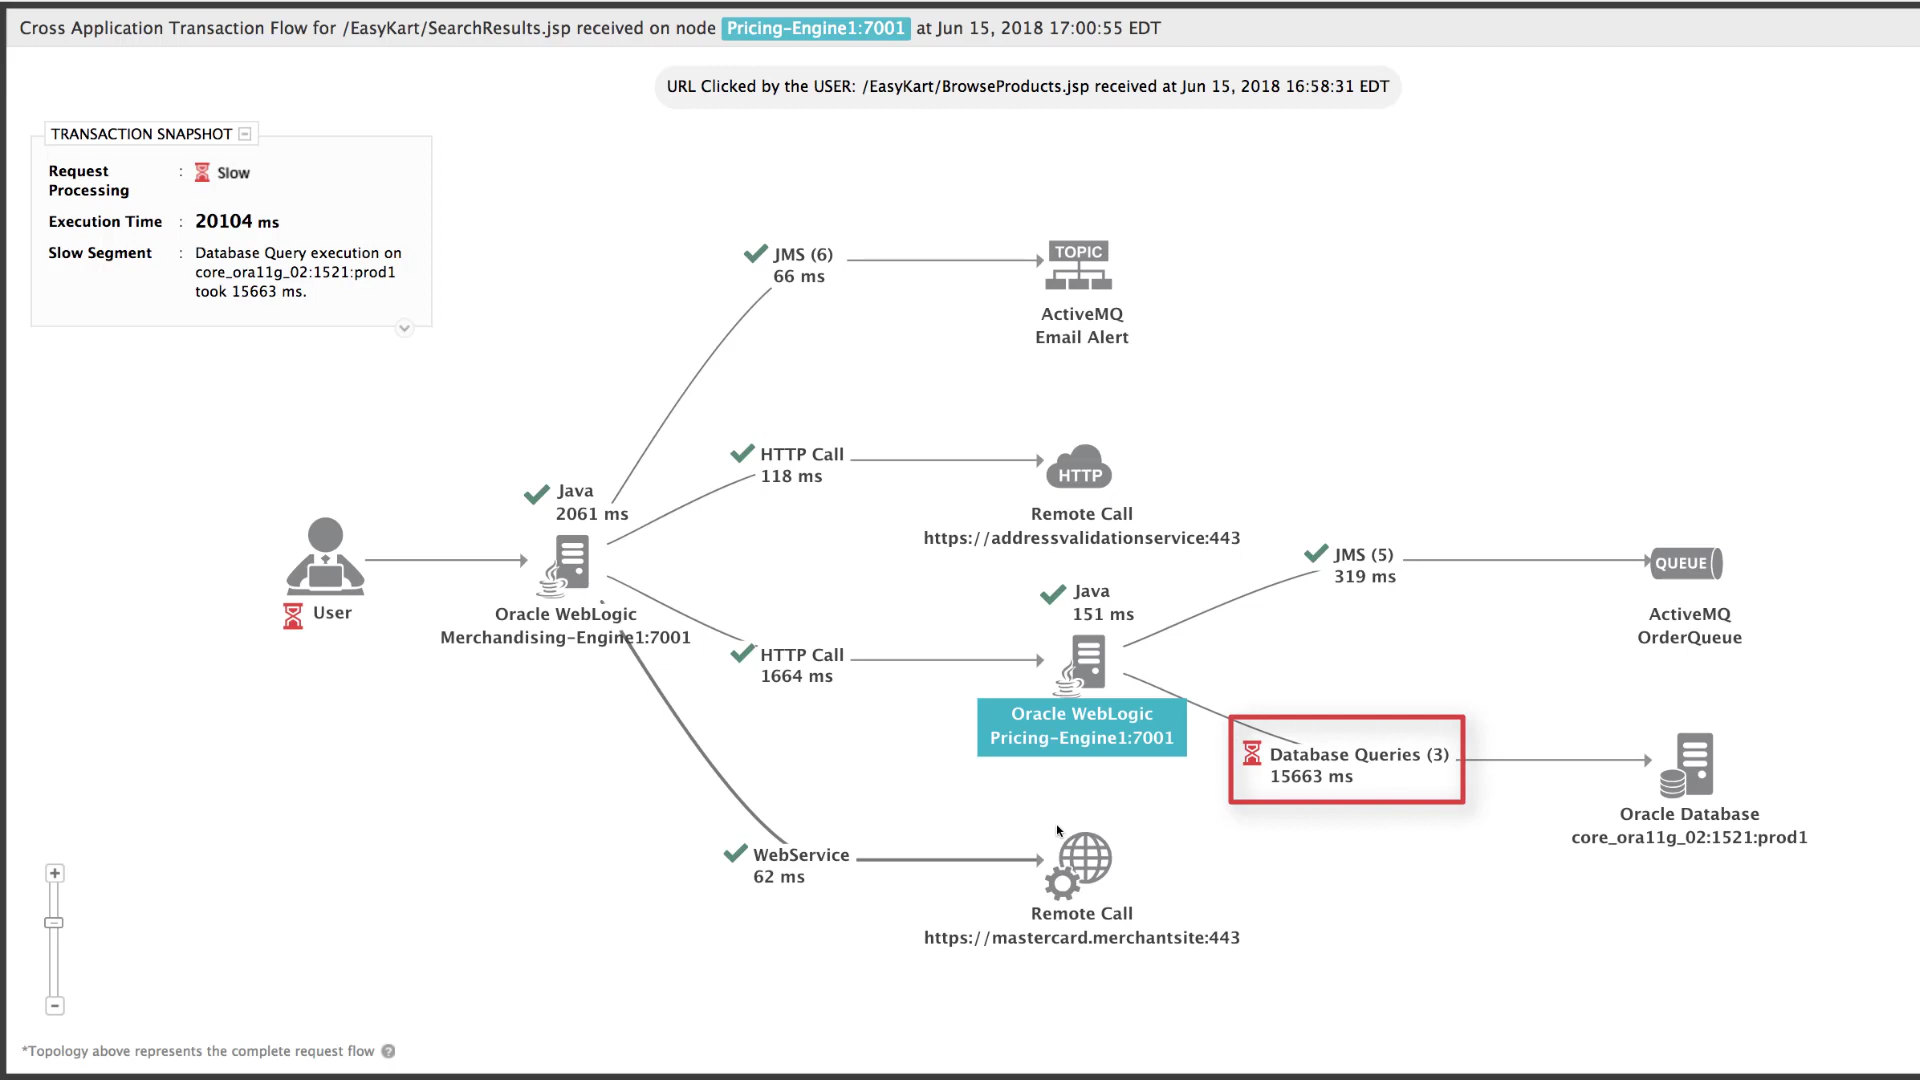 Cross Application Transaction Flow for /EasyKart/SearchResults.jsp received on node Pricing-Engine1:7001 at Jun 15, 2018 17:00:55 EDT
URL Clicked by the USER: /EasyKart/BrowseProducts.jsp received at Jun 15, 2018 16:58:31 EDT
TRANSACTION SNAPSHOT
Request
Processing : Slow
Execution Time : 20104 ms
Slow Segment : Database Query execution on
core_ora11g_02:1521:prod1
took 15663 ms.
JMS (6)
66 ms
TOPIC
ActiveMQ
Email Alert
HTTP Call
118 ms
HTTP
Remote Call
https://addressvalidationservice:443
Java
2061 ms
User
Oracle WebLogic
Merchandising-Engine1:7001
HTTP Call
1664 ms
Java
151 ms
Oracle WebLogic
Pricing-Engine1:7001
JMS (5)
319 ms
QUEUE
ActiveMQ
OrderQueue
Database Queries (3)
15663 ms
Oracle Database
core_ora11g_02:1521:prod1
WebService
62 ms
Remote Call
https://mastercard.merchantsite:443
+
-
*Topology above represents the complete request flow ?